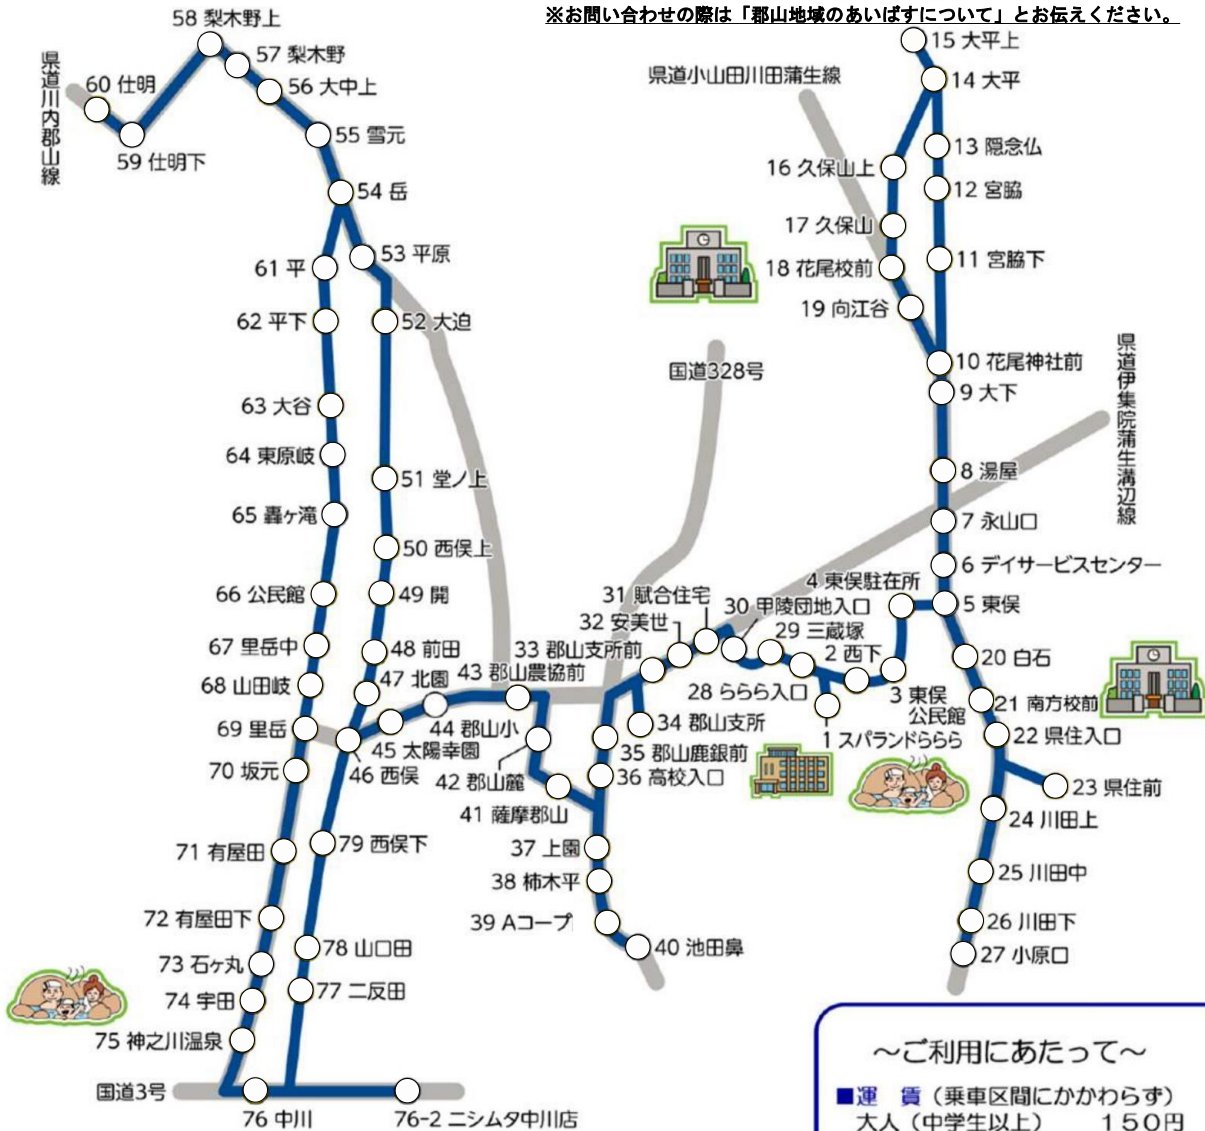 ※お問い合わせの際は「郡山地域のあいばすについて」とお伝えください。
県道川内郡山線
60 仕明
59 仕明下
58 梨木野上
57 梨木野
56 大中上
55 雪元
54 岳
53 平原
52 大迫
51 堂ノ上
50 西俣上
49 開
48 前田
47 北園
46 西俣
45 太陽幸園
44 郡山小
43 郡山農協前
42 郡山麓
41 薩摩郡山
61 平
62 平下
63 大谷
64 東原岐
65 轟ヶ滝
66 公民館
67 里岳中
68 山田岐
69 里岳
70 坂元
71 有屋田
72 有屋田下
73 石ヶ丸
74 宇田
75 神之川温泉
国道3号
76 中川
76-2 ニシムタ中川店
77 二反田
78 山口田
79 西俣下
県道小山田川田蒲生線
15 大平上
14 大平
13 隠念仏
12 宮脇
11 宮脇下
16 久保山上
17 久保山
18 花尾校前
19 向江谷
10 花尾神社前
9 大下
8 湯屋
7 永山口
6 デイサービスセンター
5 東俣
4 東俣駐在所
県道伊集院蒲生溝辺線
国道328号
31 賦合住宅
32 安美世
33 郡山支所前
30 甲陵団地入口
29 三蔵塚
2 西下
28 ららら入口
3 東俣
公民館
1 スパランドららら
34 郡山支所
35 郡山鹿銀前
36 高校入口
37 上園
38 柿木平
39 Aコープ
40 池田鼻
20 白石
21 南方校前
22 県住入口
23 県住前
24 川田上
25 川田中
26 川田下
27 小原口
～ご利用にあたって～
■運　賃（乗車区間にかかわらず）
大人（中学生以上）　150円